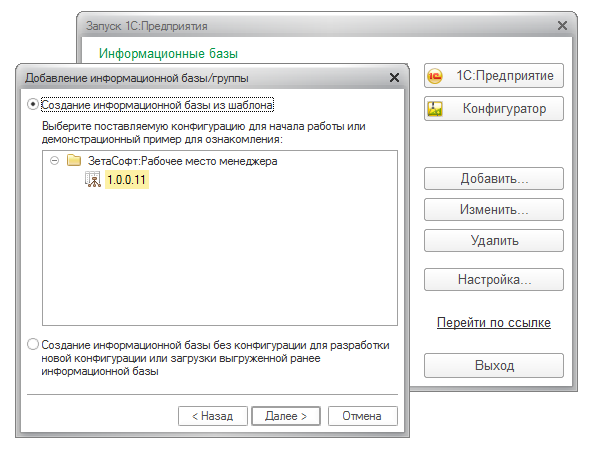 Запуск 1С:Предприятия
Информационные базы
1С:Предприятие
Конфигуратор
Добавить...
Изменить...
Удалить
Настройка...
Перейти по ссылке
Выход
Добавление информационной базы/группы
Создание информационной базы из шаблона
Выберите поставляемую конфигурацию для начала работы или
демонстрационный пример для ознакомления:
ЗетаСофт:Рабочее место менеджера
1.0.0.11
Создание информационной базы без конфигурации для разработки
новой конфигурации или загрузки выгруженной ранее
информационной базы
< Назад
Далее >
Отмена